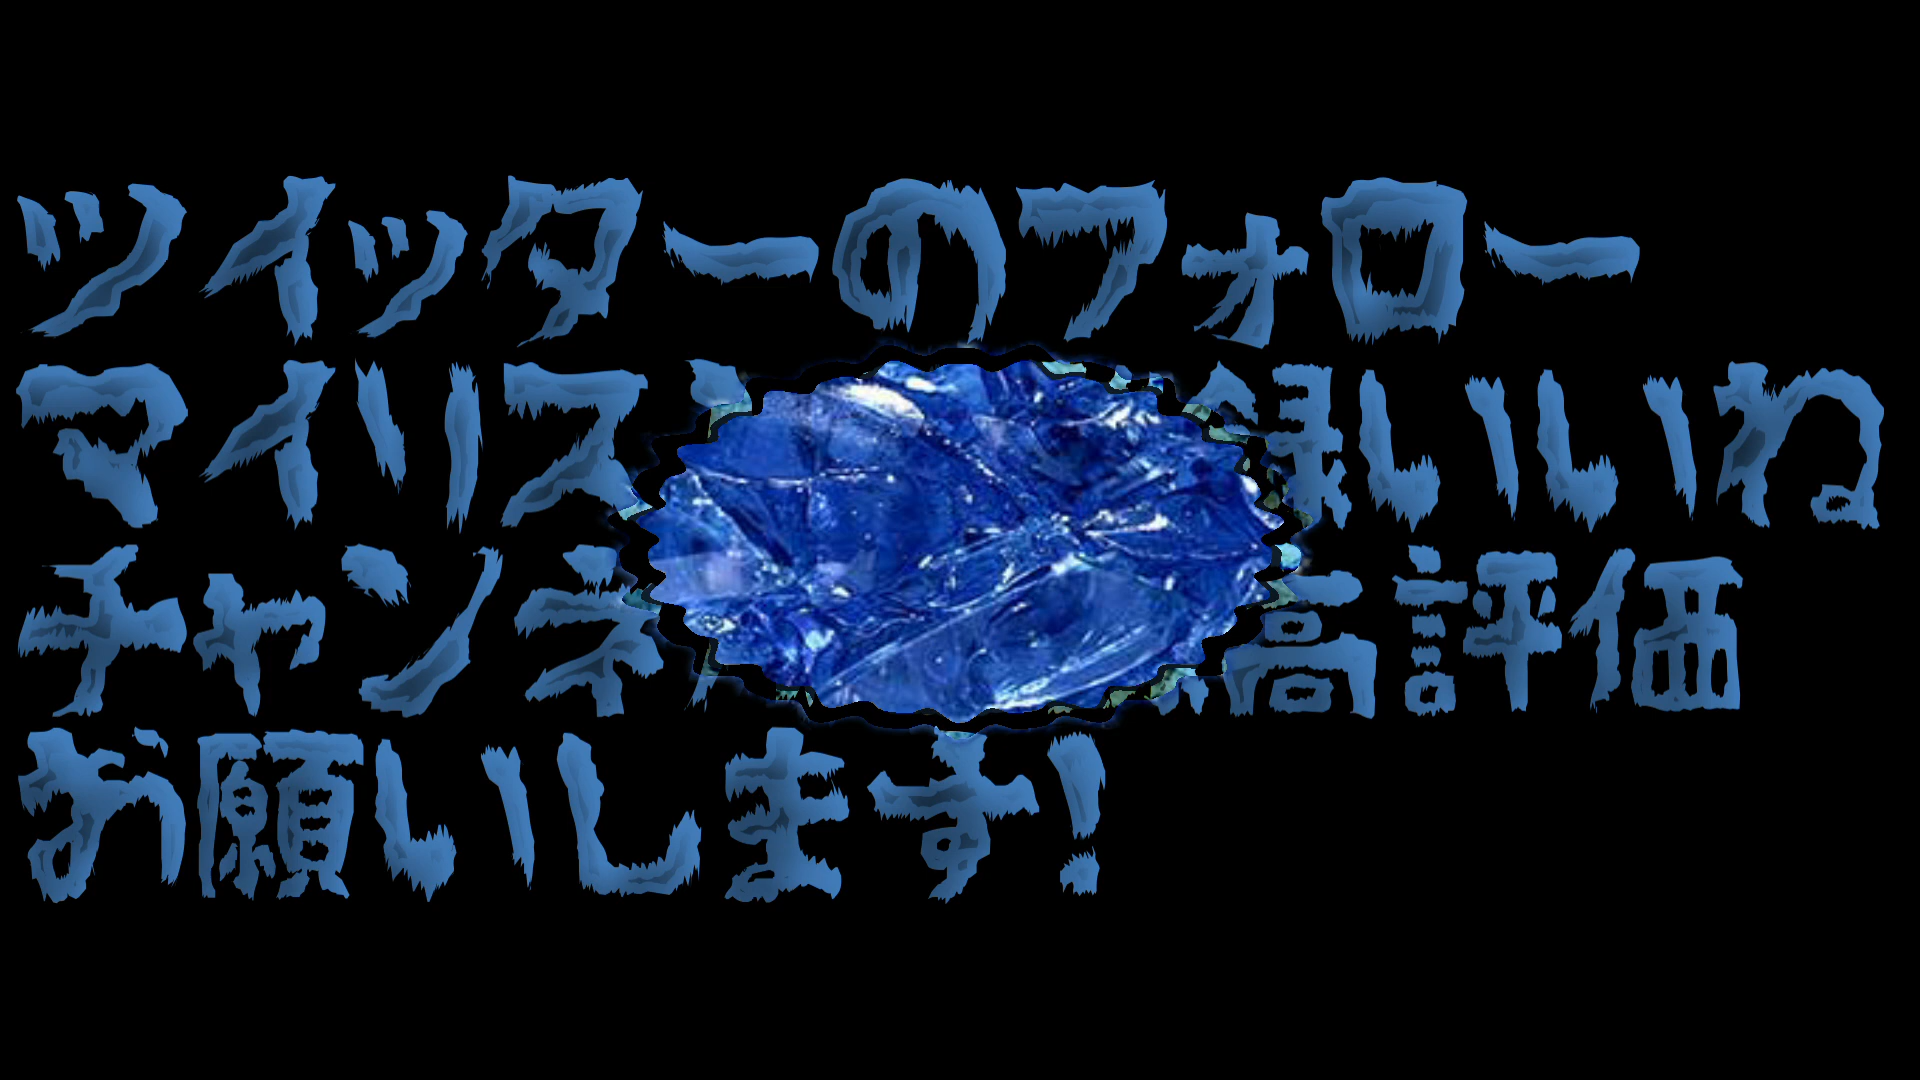 ツイッターのフォロー
マイリス 録いいね
チャンネ 高評価
お願いします!